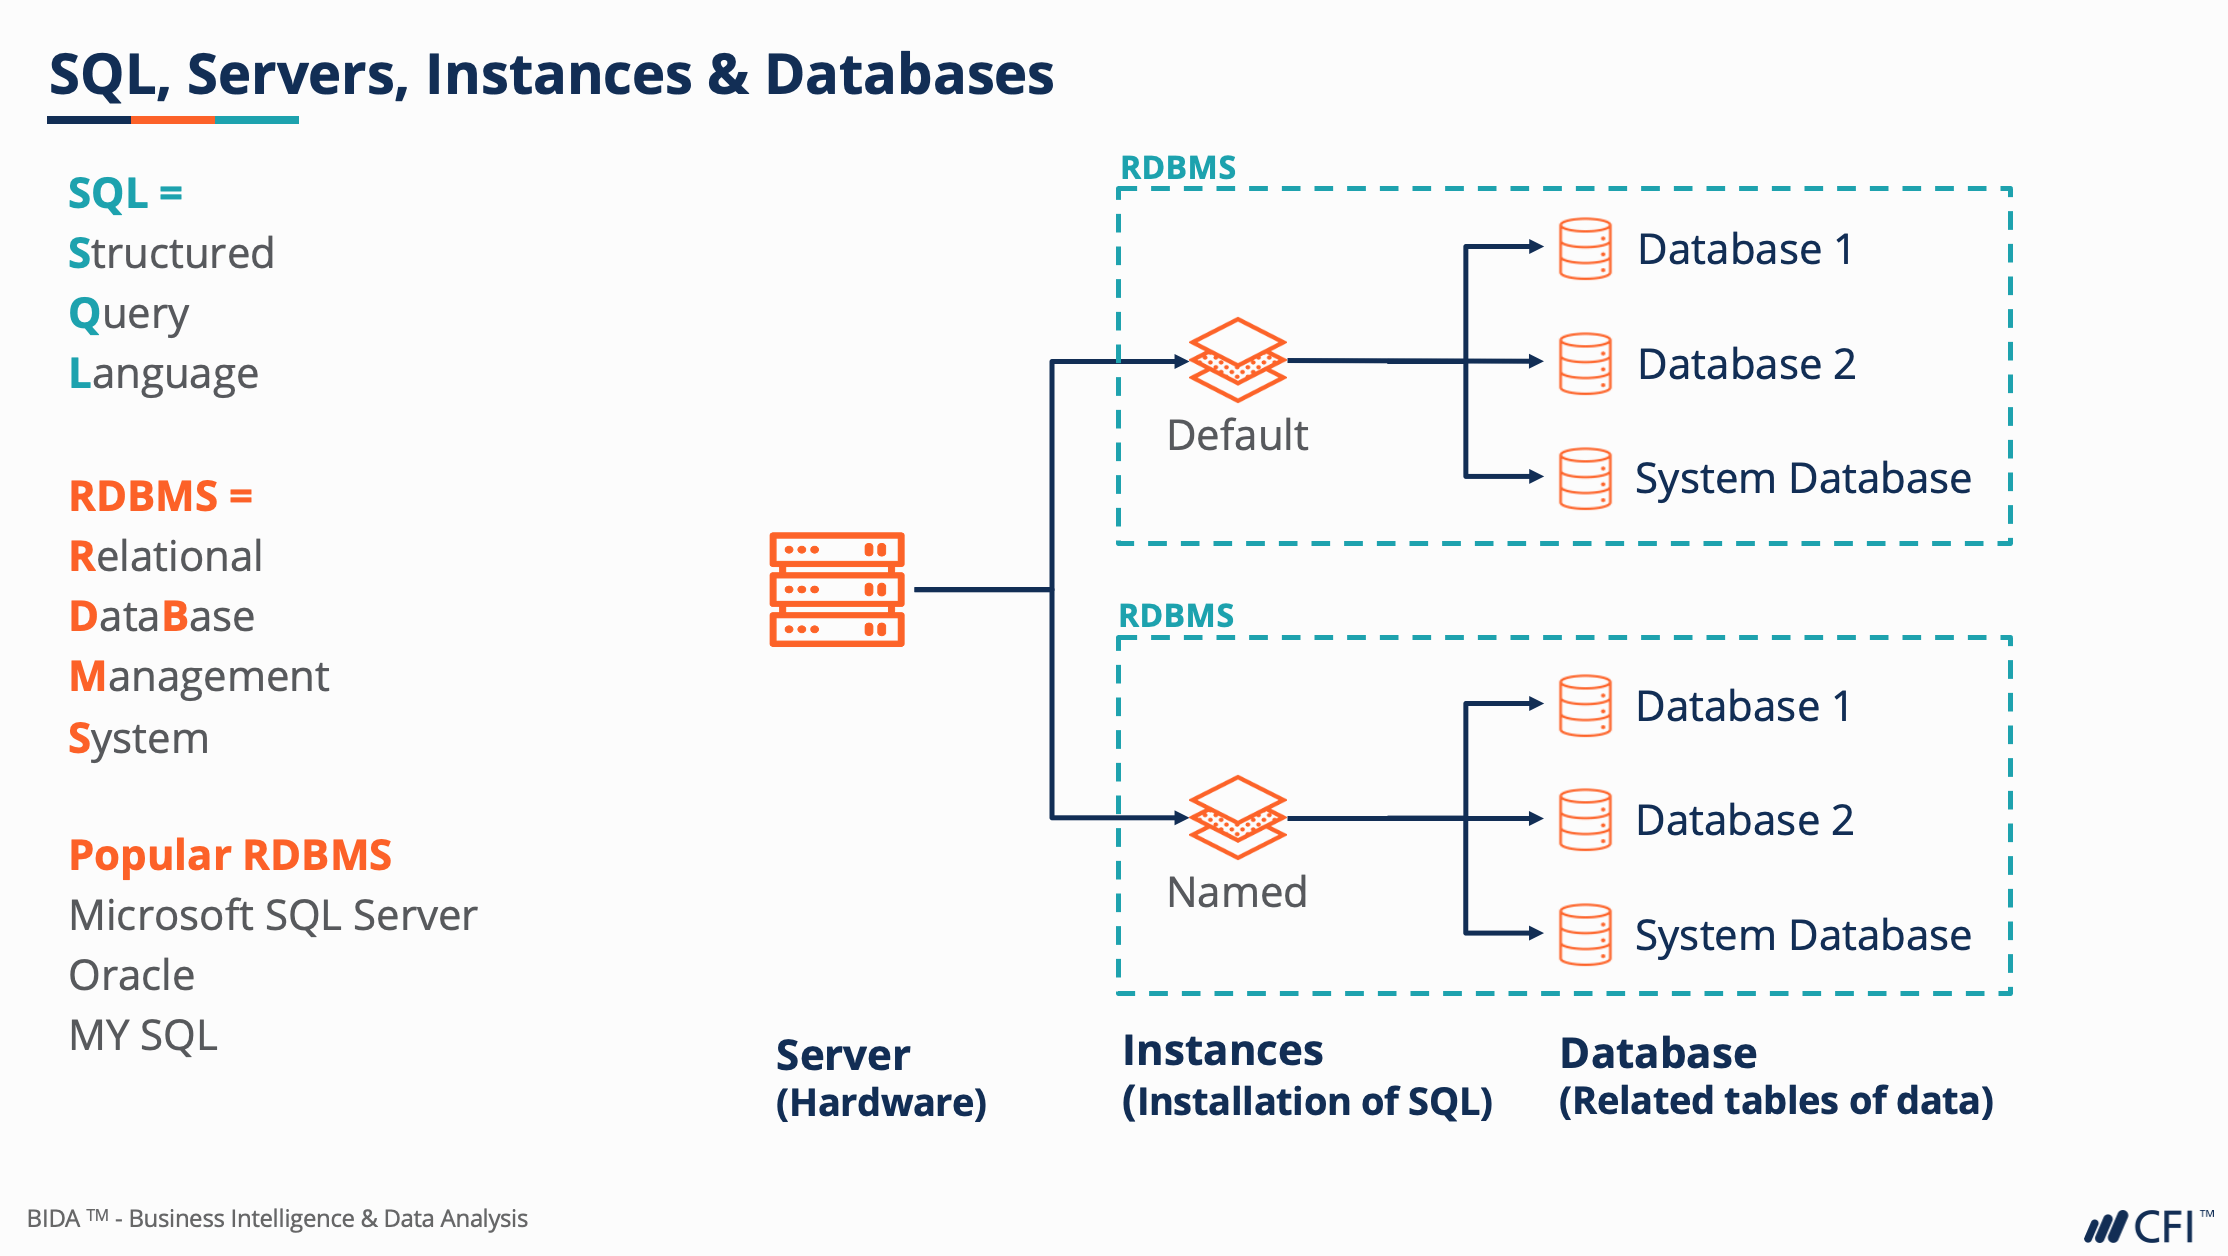 SQL, Servers, Instances & Databases
SQL =
Structured
Query
Language
RDBMS =
Relational
DataBase
Management
System
Popular RDBMS
Microsoft SQL Server
Oracle
MY SQL
RDBMS
Default
Database 1
Database 2
System Database
RDBMS
Named
Database 1
Database 2
System Database
Server
(Hardware)
Instances
(Installation of SQL)
Database
(Related tables of data)
BIDA ™ - Business Intelligence & Data Analysis
CFI™